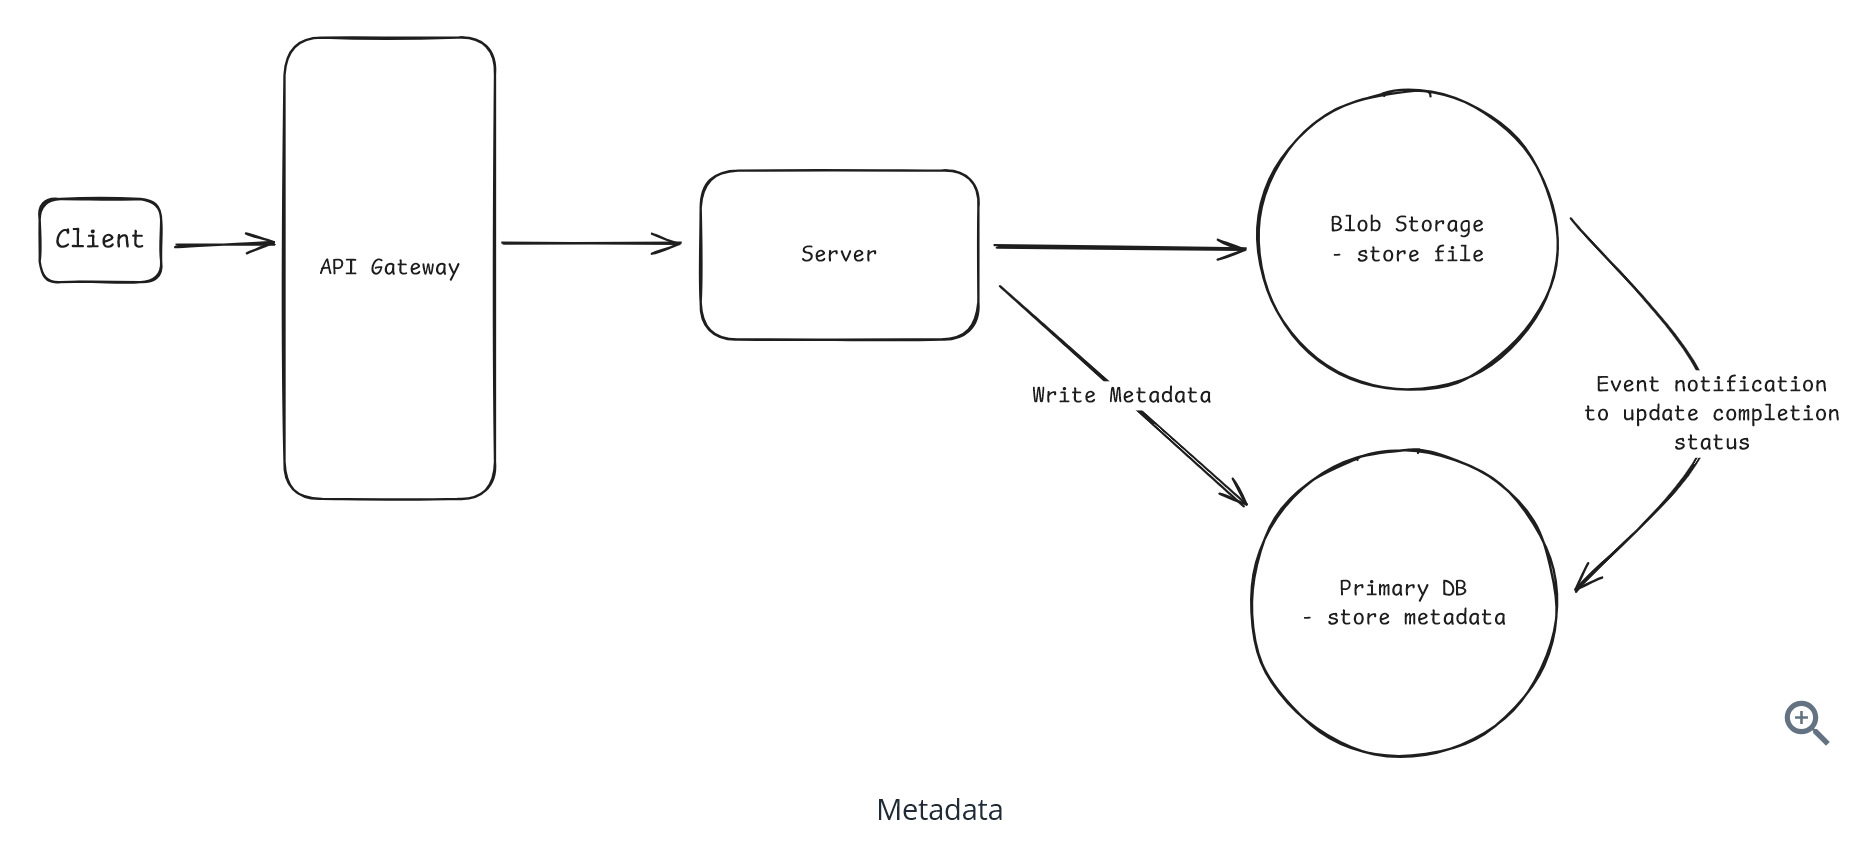 Client
API Gateway
Server
Blob Storage
- store file
Write Metadata
Event notification
to update completion
status
Primary DB
- store metadata
Metadata